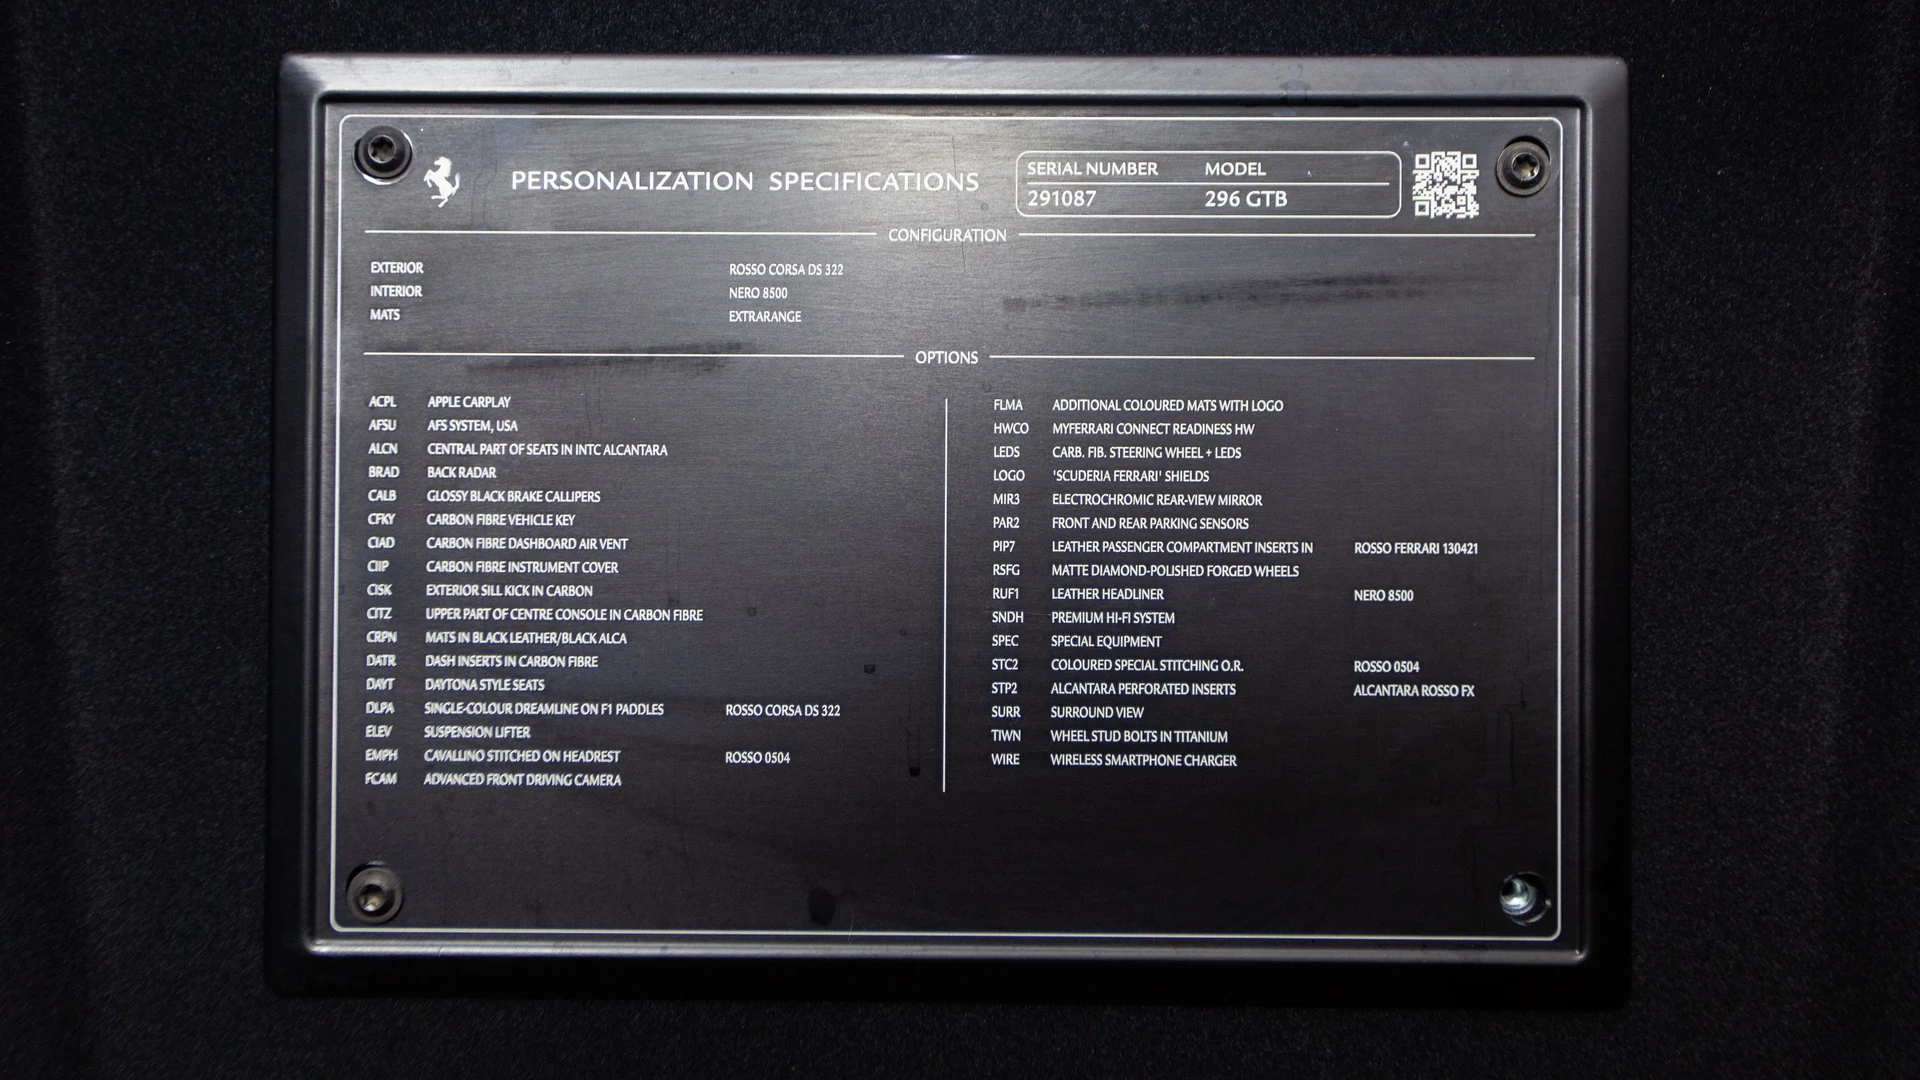 PERSONALIZATION SPECIFICATIONS
SERIAL NUMBER MODEL
291087 296 GTB
CONFIGURATION
EXTERIOR ROSSO CORSA DS 322
INTERIOR NERO 8500
MATS EXTRARANGE
OPTIONS
ACPL APPLE CARPLAY
AFSU AFS SYSTEM, USA
ALCN CENTRAL PART OF SEATS IN INTC ALCANTARA
BRAD BACK RADAR
CALB GLOSSY BLACK BRAKE CALLIPERS
CFKY CARBON FIBRE VEHICLE KEY
CIAD CARBON FIBRE DASHBOARD AIR VENT
CIIP CARBON FIBRE INSTRUMENT COVER
CISK EXTERIOR SILL KICK IN CARBON
CITZ UPPER PART OF CENTRE CONSOLE IN CARBON FIBRE
CRPN MATS IN BLACK LEATHER/BLACK ALCA
DATR DASH INSERTS IN CARBON FIBRE
DAYT DAYTONA STYLE SEATS
DLPA SINGLE-COLOUR DREAMLINE ON F1 PADDLES ROSSO CORSA DS 322
ELEV SUSPENSION LIFTER
EMPH CAVALLINO STITCHED ON HEADREST ROSSO 0504
FCAM ADVANCED FRONT DRIVING CAMERA
FLMA ADDITIONAL COLOURED MATS WITH LOGO
HWCO MYFERRARI CONNECT READINESS HW
LEDS CARB. FIB. STEERING WHEEL + LEDS
LOGO 'SCUDERIA FERRARI' SHIELDS
MIR3 ELECTROCHROMIC REAR-VIEW MIRROR
PAR2 FRONT AND REAR PARKING SENSORS
PIP7 LEATHER PASSENGER COMPARTMENT INSERTS IN ROSSO FERRARI 130421
RSFG MATTE DIAMOND-POLISHED FORGED WHEELS
RUF1 LEATHER HEADLINER NERO 8500
SNDH PREMIUM HI-FI SYSTEM
SPEC SPECIAL EQUIPMENT
STC2 COLOURED SPECIAL STITCHING O.R. ROSSO 0504
STP2 ALCANTARA PERFORATED INSERTS ALCANTARA ROSSO FX
SURR SURROUND VIEW
TIWN WHEEL STUD BOLTS IN TITANIUM
WIRE WIRELESS SMARTPHONE CHARGER